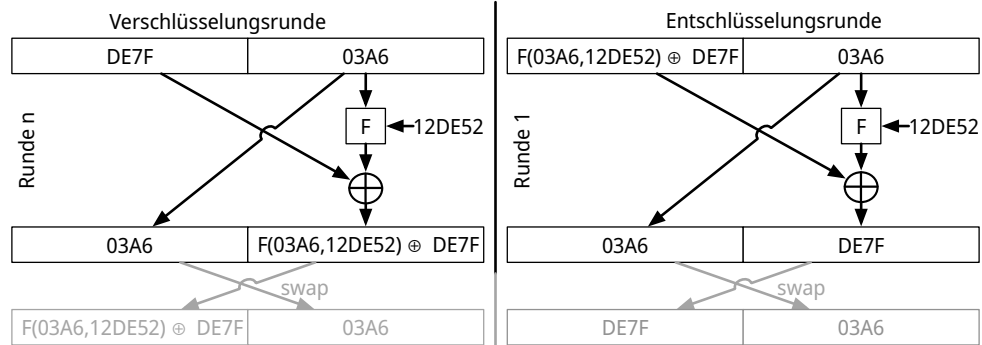 Verschlüsselungsrunde
DE7F 03A6
Runde n
F
12DE52
03A6 F(03A6,12DE52) ⊕ DE7F
swap
F(03A6,12DE52) ⊕ DE7F 03A6
Entschlüsselungsrunde
F(03A6,12DE52) ⊕ DE7F 03A6
Runde 1
F
12DE52
03A6 DE7F
swap
DE7F 03A6